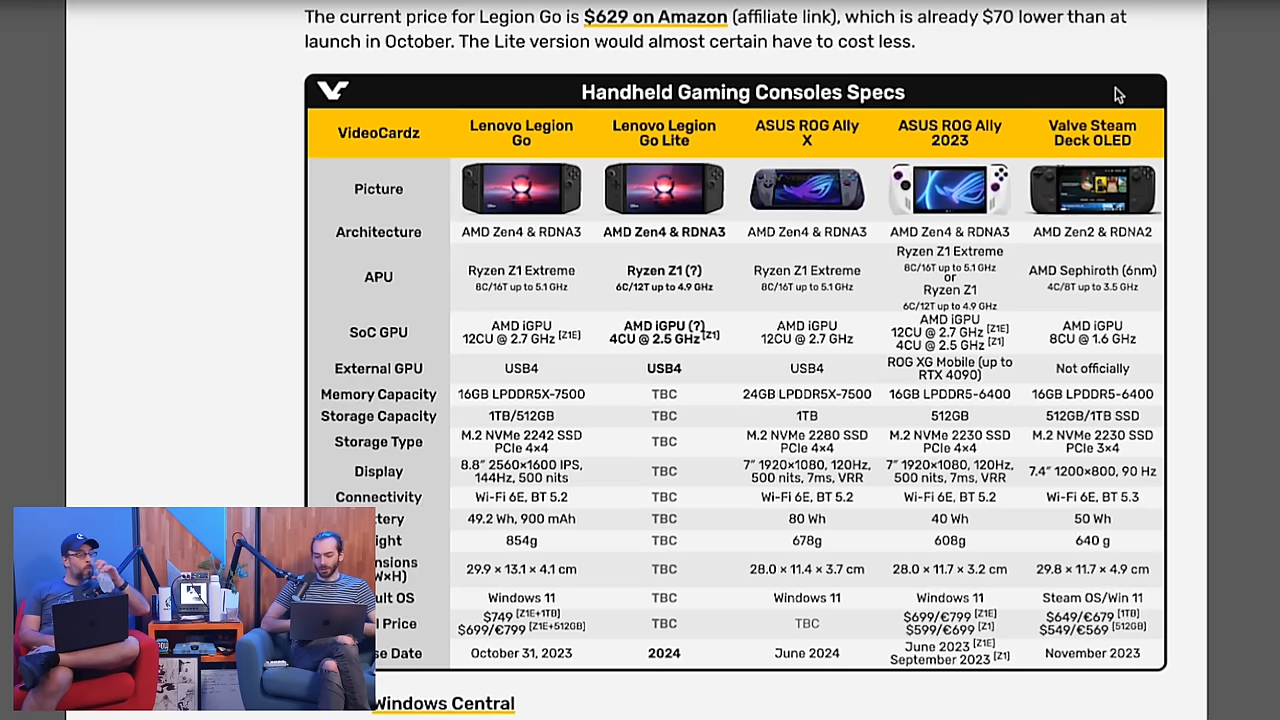 The current price for Legion Go is $629 on Amazon (affiliate link), which is already $70 lower than at
launch in October. The Lite version would almost certain have to cost less.
Handheld Gaming Consoles Specs
VideoCardz
Lenovo Legion
Go
Lenovo Legion
Go Lite
ASUS ROG Ally
X
ASUS ROG Ally
2023
Valve Steam
Deck OLED
Picture
Architecture
AMD Zen4 & RDNA3
AMD Zen4 & RDNA3
AMD Zen4 & RDNA3
AMD Zen4 & RDNA3
AMD Zen2 & RDNA2
APU
Ryzen Z1 Extreme
8C/16T up to 5.1 GHz
Ryzen Z1 (?)
6C/12T up to 4.9 GHz
Ryzen Z1 Extreme
8C/16T up to 5.1 GHz
Ryzen Z1 Extreme
8C/16T up to 5.1 GHz
or
Ryzen Z1
6C/12T up to 4.9 GHz
AMD Sephiroth (6nm)
4C/8T up to 3.5 GHz
SoC GPU
AMD iGPU
12CU @ 2.7 GHz [Z1E]
AMD iGPU (?)
4CU @ 2.5 GHz [Z1]
AMD iGPU
12CU @ 2.7 GHz
AMD iGPU
12CU @ 2.7 GHz [Z1E]
4CU @ 2.5 GHz [Z1]
AMD iGPU
8CU @ 1.6 GHz
External GPU
USB4
USB4
USB4
ROG XG Mobile (up to
RTX 4090)
Not officially
Memory Capacity
16GB LPDDR5X-7500
TBC
24GB LPDDR5X-7500
16GB LPDDR5-6400
16GB LPDDR5-6400
Storage Capacity
1TB/512GB
TBC
1TB
512GB
512GB/1TB SSD
Storage Type
M.2 NVMe 2242 SSD
PCIe 4×4
TBC
M.2 NVMe 2280 SSD
PCIe 4×4
M.2 NVMe 2230 SSD
PCIe 4×4
M.2 NVMe 2230 SSD
PCIe 3×4
Display
8.8″ 2560×1600 IPS,
144Hz, 500 nits
TBC
7″ 1920×1080, 120Hz,
500 nits, 7ms, VRR
7″ 1920×1080, 120Hz,
500 nits, 7ms, VRR
7.4″ 1200×800, 90 Hz
Connectivity
Wi-Fi 6E, BT 5.2
TBC
Wi-Fi 6E, BT 5.2
Wi-Fi 6E, BT 5.2
Wi-Fi 6E, BT 5.3
ttery
49.2 Wh, 900 mAh
TBC
80 Wh
40 Wh
50 Wh
ight
854g
TBC
678g
608g
640 g
nsions
W×H)
29.9 × 13.1 × 4.1 cm
TBC
28.0 × 11.4 × 3.7 cm
28.0 × 11.7 × 3.2 cm
29.8 × 11.7 × 4.9 cm
ult OS
Windows 11
TBC
Windows 11
Windows 11
Steam OS/Win 11
l Price
$749 [Z1E+1TB]
$699/€799 [Z1E+512GB]
TBC
TBC
$699/€799 [Z1E]
$599/€699 [Z1]
$649/€679 [1TB]
$549/€569 [512GB]
se Date
October 31, 2023
2024
June 2024
June 2023 [Z1E]
September 2023 [Z1]
November 2023
Windows Central